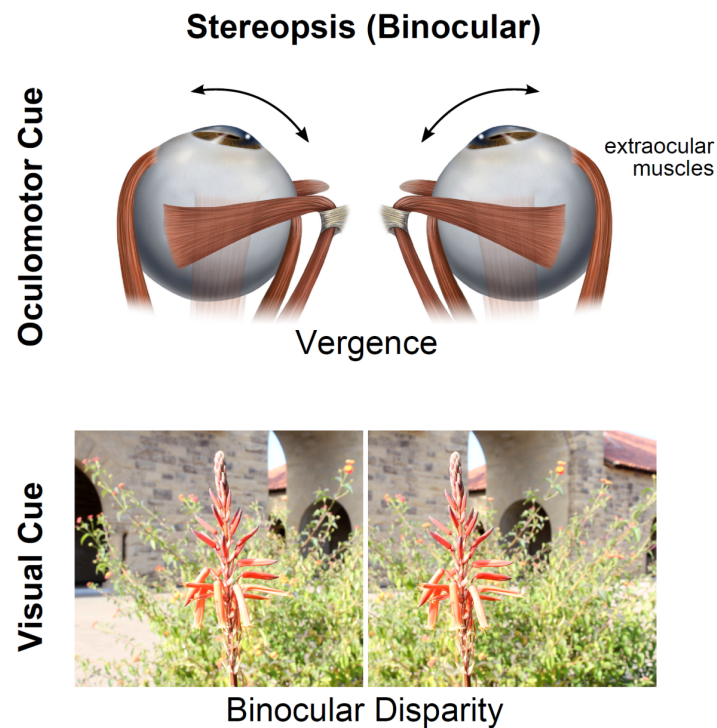 Stereopsis (Binocular)
Oculomotor Cue
extraocular
muscles
Vergence
Visual Cue
Binocular Disparity